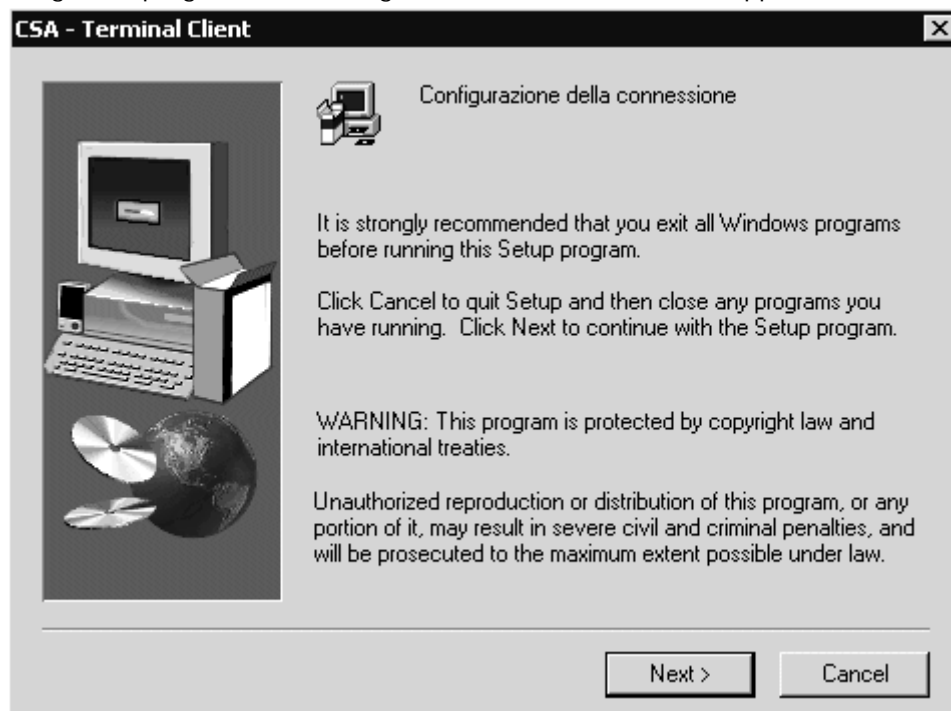 CSA - Terminal Client
Configurazione della connessione
It is strongly recommended that you exit all Windows programs
before running this Setup program.
Click Cancel to quit Setup and then close any programs you
have running. Click Next to continue with the Setup program.
WARNING: This program is protected by copyright law and
international treaties.
Unauthorized reproduction or distribution of this program, or any
portion of it, may result in severe civil and criminal penalties, and
will be prosecuted to the maximum extent possible under law.
Next >
Cancel